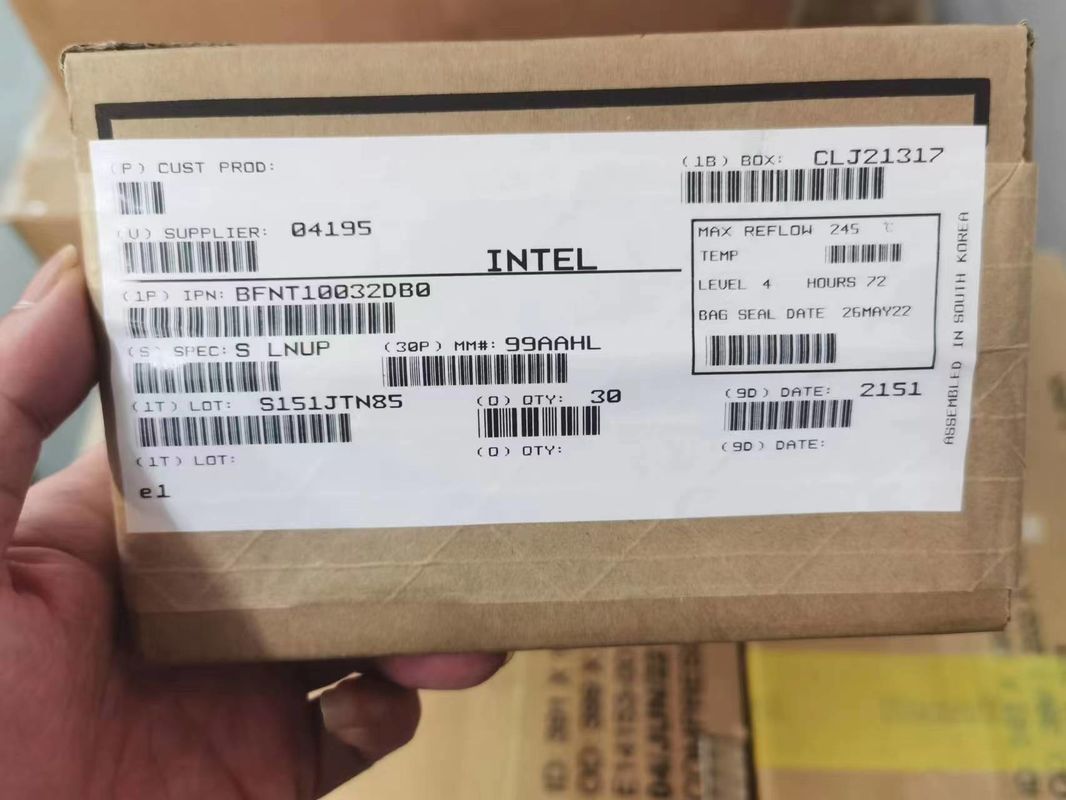 (P) CUST PROD:
(1B) BOX: CLJ21317
(V) SUPPLIER: 04195
INTEL
MAX REFLOW 245 ℃
TEMP
LEVEL 4 HOURS 72
BAG SEAL DATE 26MAY22
ASSEMBLED IN SOUTH KOREA
(1P) IPN: BFNT10032DB0
(S) SPEC: S LNUP (30P) MM#: 99AAHL
(1T) LOT: S151JTN85 (Q) QTY: 30 (9D) DATE: 2151
(1T) LOT: (Q) QTY: (9D) DATE:
e1